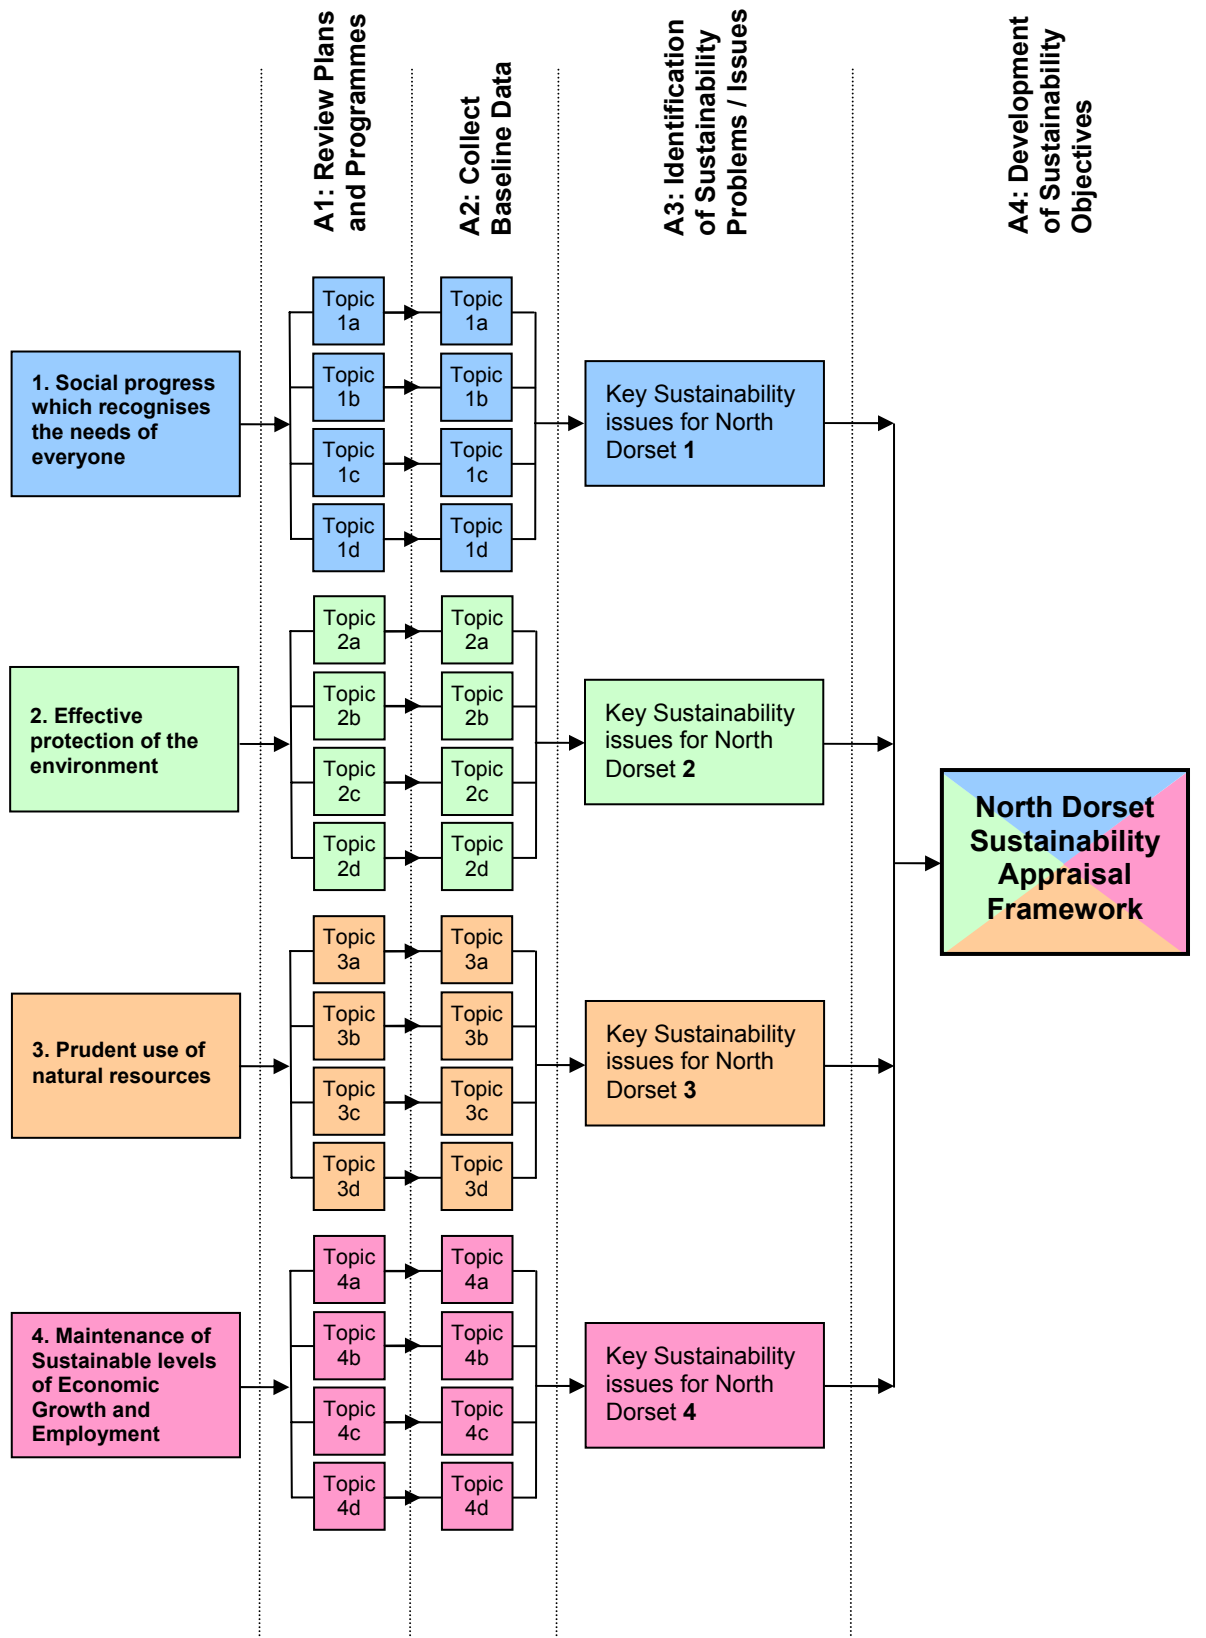 A1: Review Plans
and Programmes
A2: Collect
Baseline Data
A3: Identification
of Sustainability
Problems / Issues
A4: Development
of Sustainability
Objectives
1. Social progress
which recognises
the needs of
everyone
Topic
1a
Topic
1a
Topic
1b
Topic
1b
Topic
1c
Topic
1c
Topic
1d
Topic
1d
Key Sustainability
issues for North
Dorset 1
2. Effective
protection of the
environment
Topic
2a
Topic
2a
Topic
2b
Topic
2b
Topic
2c
Topic
2c
Topic
2d
Topic
2d
Key Sustainability
issues for North
Dorset 2
3. Prudent use of
natural resources
Topic
3a
Topic
3a
Topic
3b
Topic
3b
Topic
3c
Topic
3c
Topic
3d
Topic
3d
Key Sustainability
issues for North
Dorset 3
4. Maintenance of
Sustainable levels
of Economic
Growth and
Employment
Topic
4a
Topic
4a
Topic
4b
Topic
4b
Topic
4c
Topic
4c
Topic
4d
Topic
4d
Key Sustainability
issues for North
Dorset 4
North Dorset
Sustainability
Appraisal
Framework